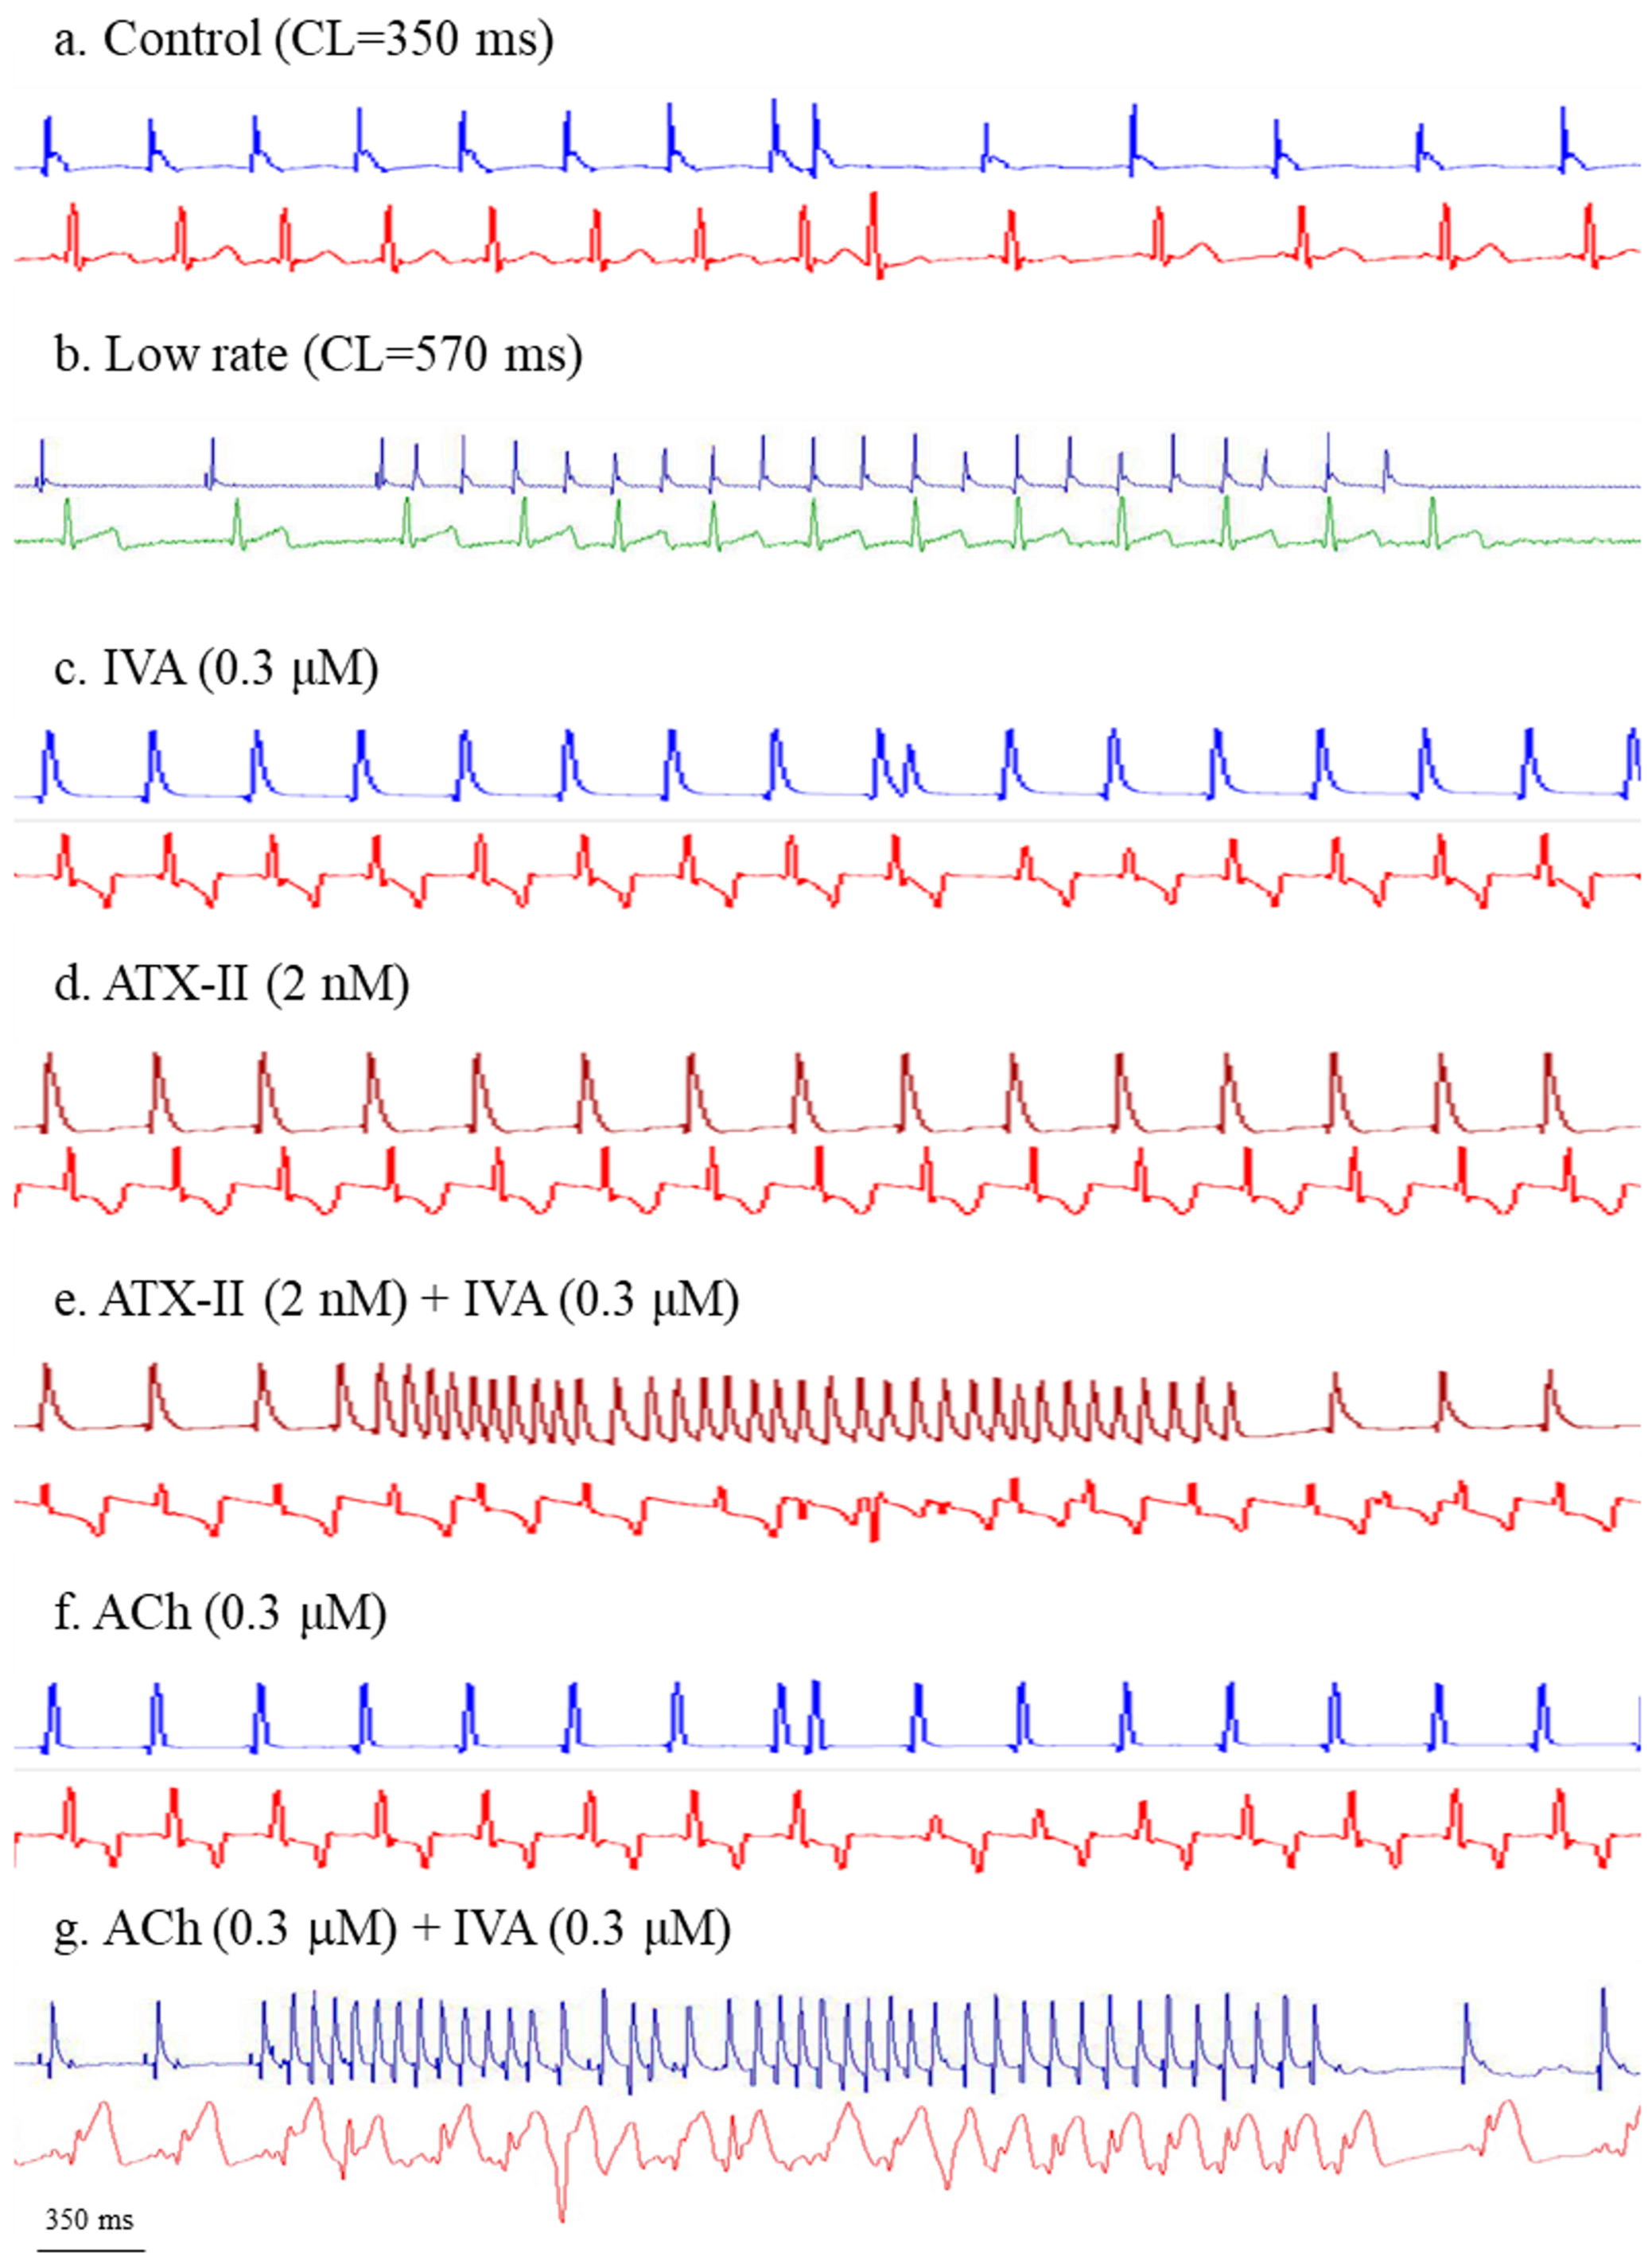 a. Control (CL=350 ms)
b. Low rate (CL=570 ms)
c. IVA (0.3 μM)
d. ATX-II (2 nM)
e. ATX-II (2 nM) + IVA (0.3 μM)
f. ACh (0.3 μM)
g. ACh (0.3 μM) + IVA (0.3 μM)
350 ms